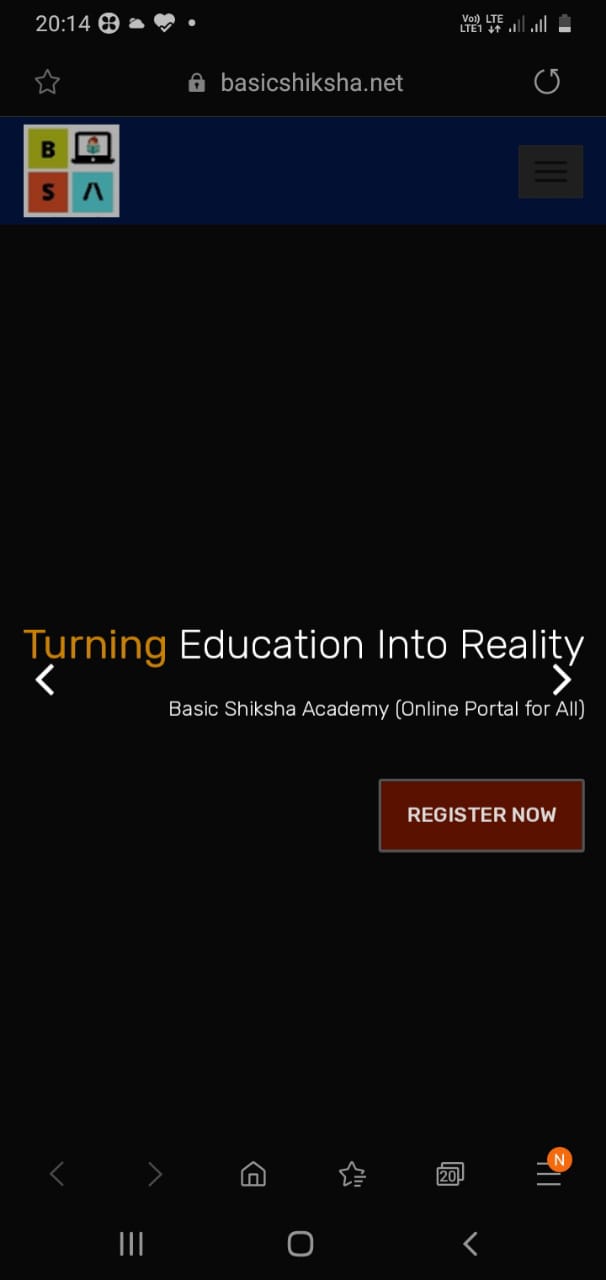 20:14
Vo)) LTE
LTE1
basicshiksha.net
B
S A
Turning Education Into Reality
Basic Shiksha Academy (Online Portal for All)
REGISTER NOW
20
N